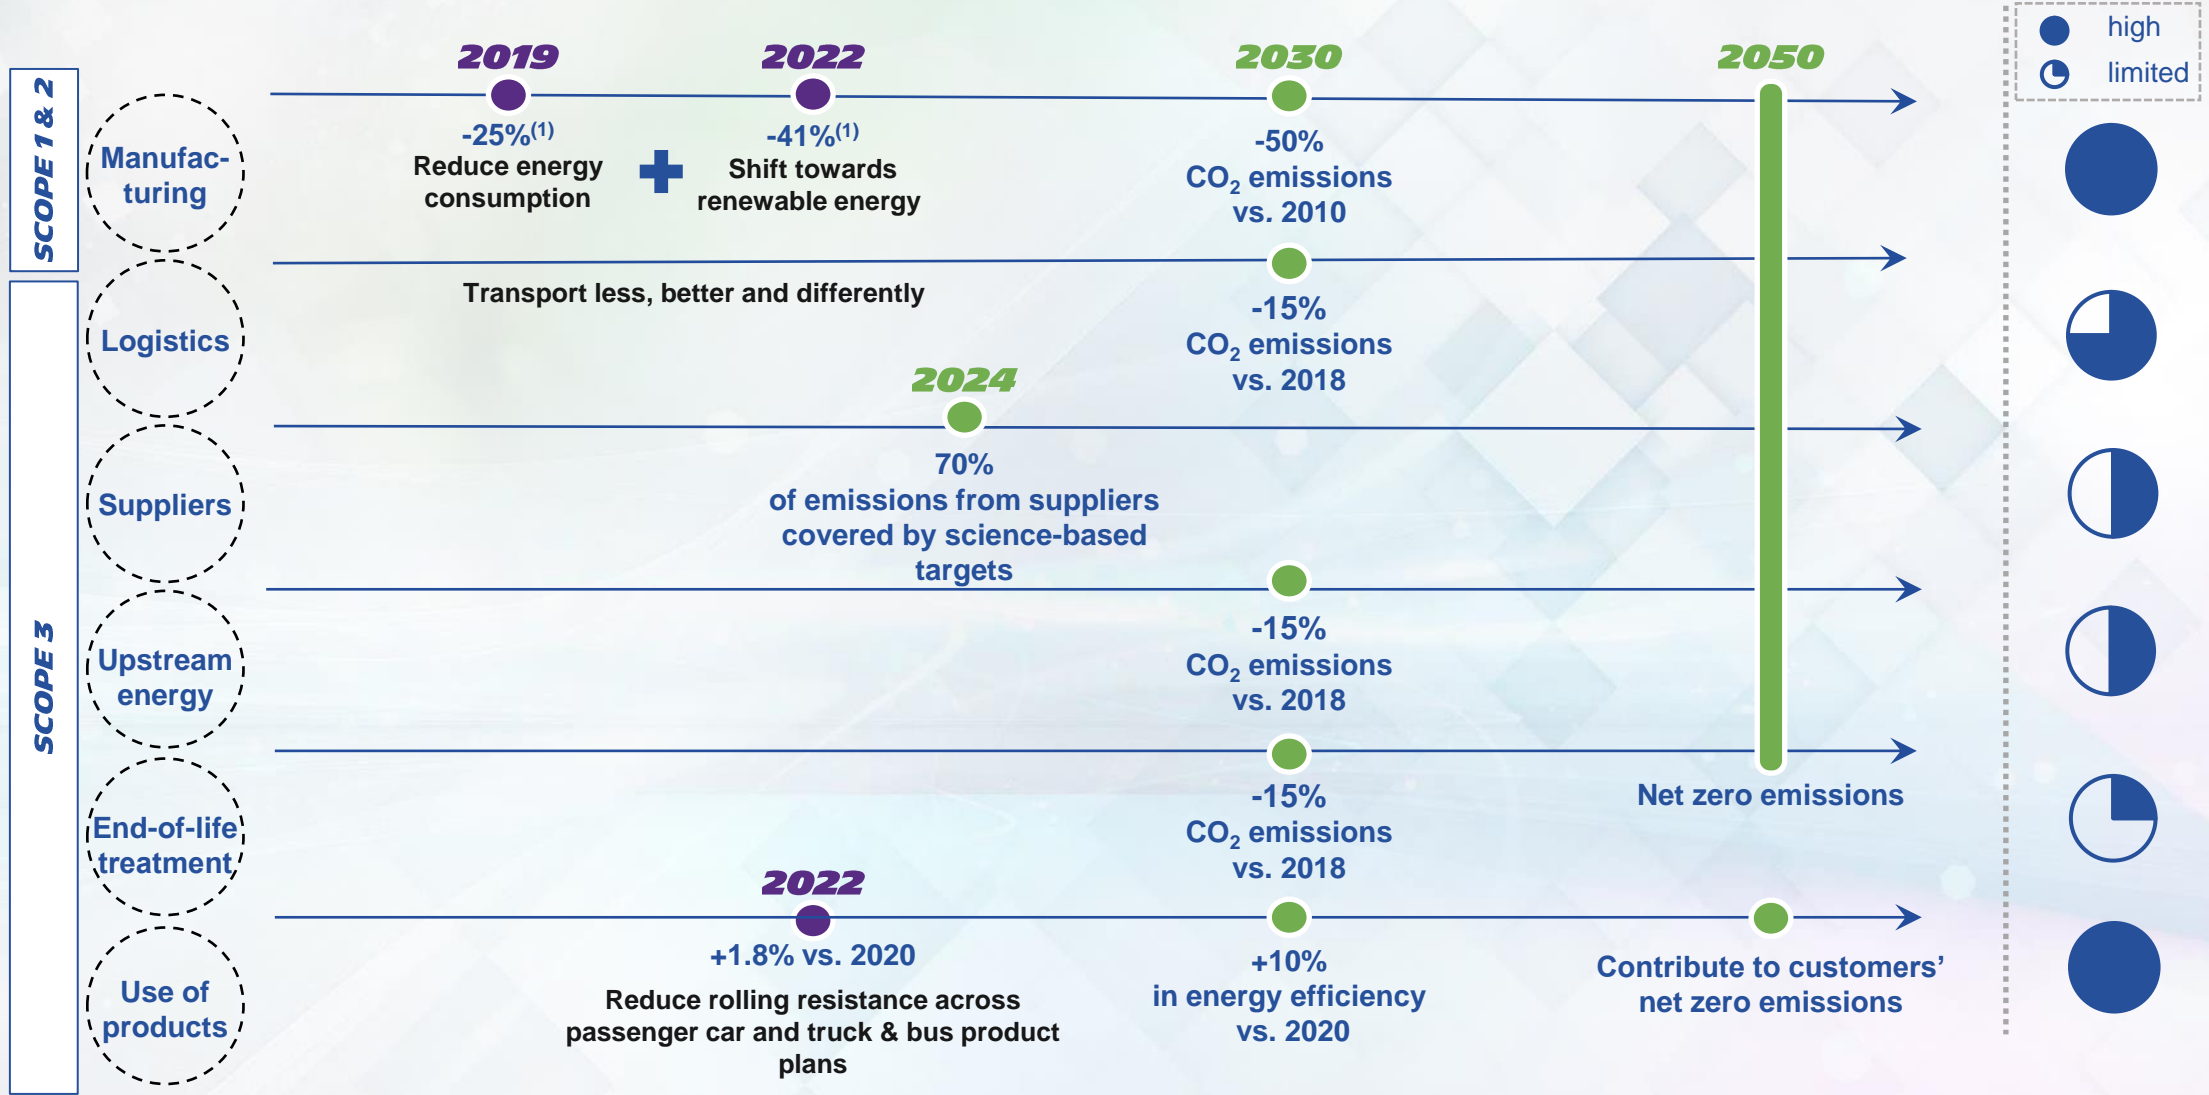 high
limited
2019
2022
2030
2050
SCOPE 1 & 2
Manufac-
turing
-25%(1)
Reduce energy
consumption
-41%(1)
Shift towards
renewable energy
-50%
CO2 emissions
vs. 2010
SCOPE 3
Logistics
Transport less, better and differently
-15%
CO2 emissions
vs. 2018
Suppliers
2024
70%
of emissions from suppliers
covered by science-based
targets
Upstream
energy
-15%
CO2 emissions
vs. 2018
End-of-life
treatment
-15%
CO2 emissions
vs. 2018
Net zero emissions
Use of
products
2022
+1.8% vs. 2020
Reduce rolling resistance across
passenger car and truck & bus product
plans
+10%
in energy efficiency
vs. 2020
Contribute to customers’
net zero emissions